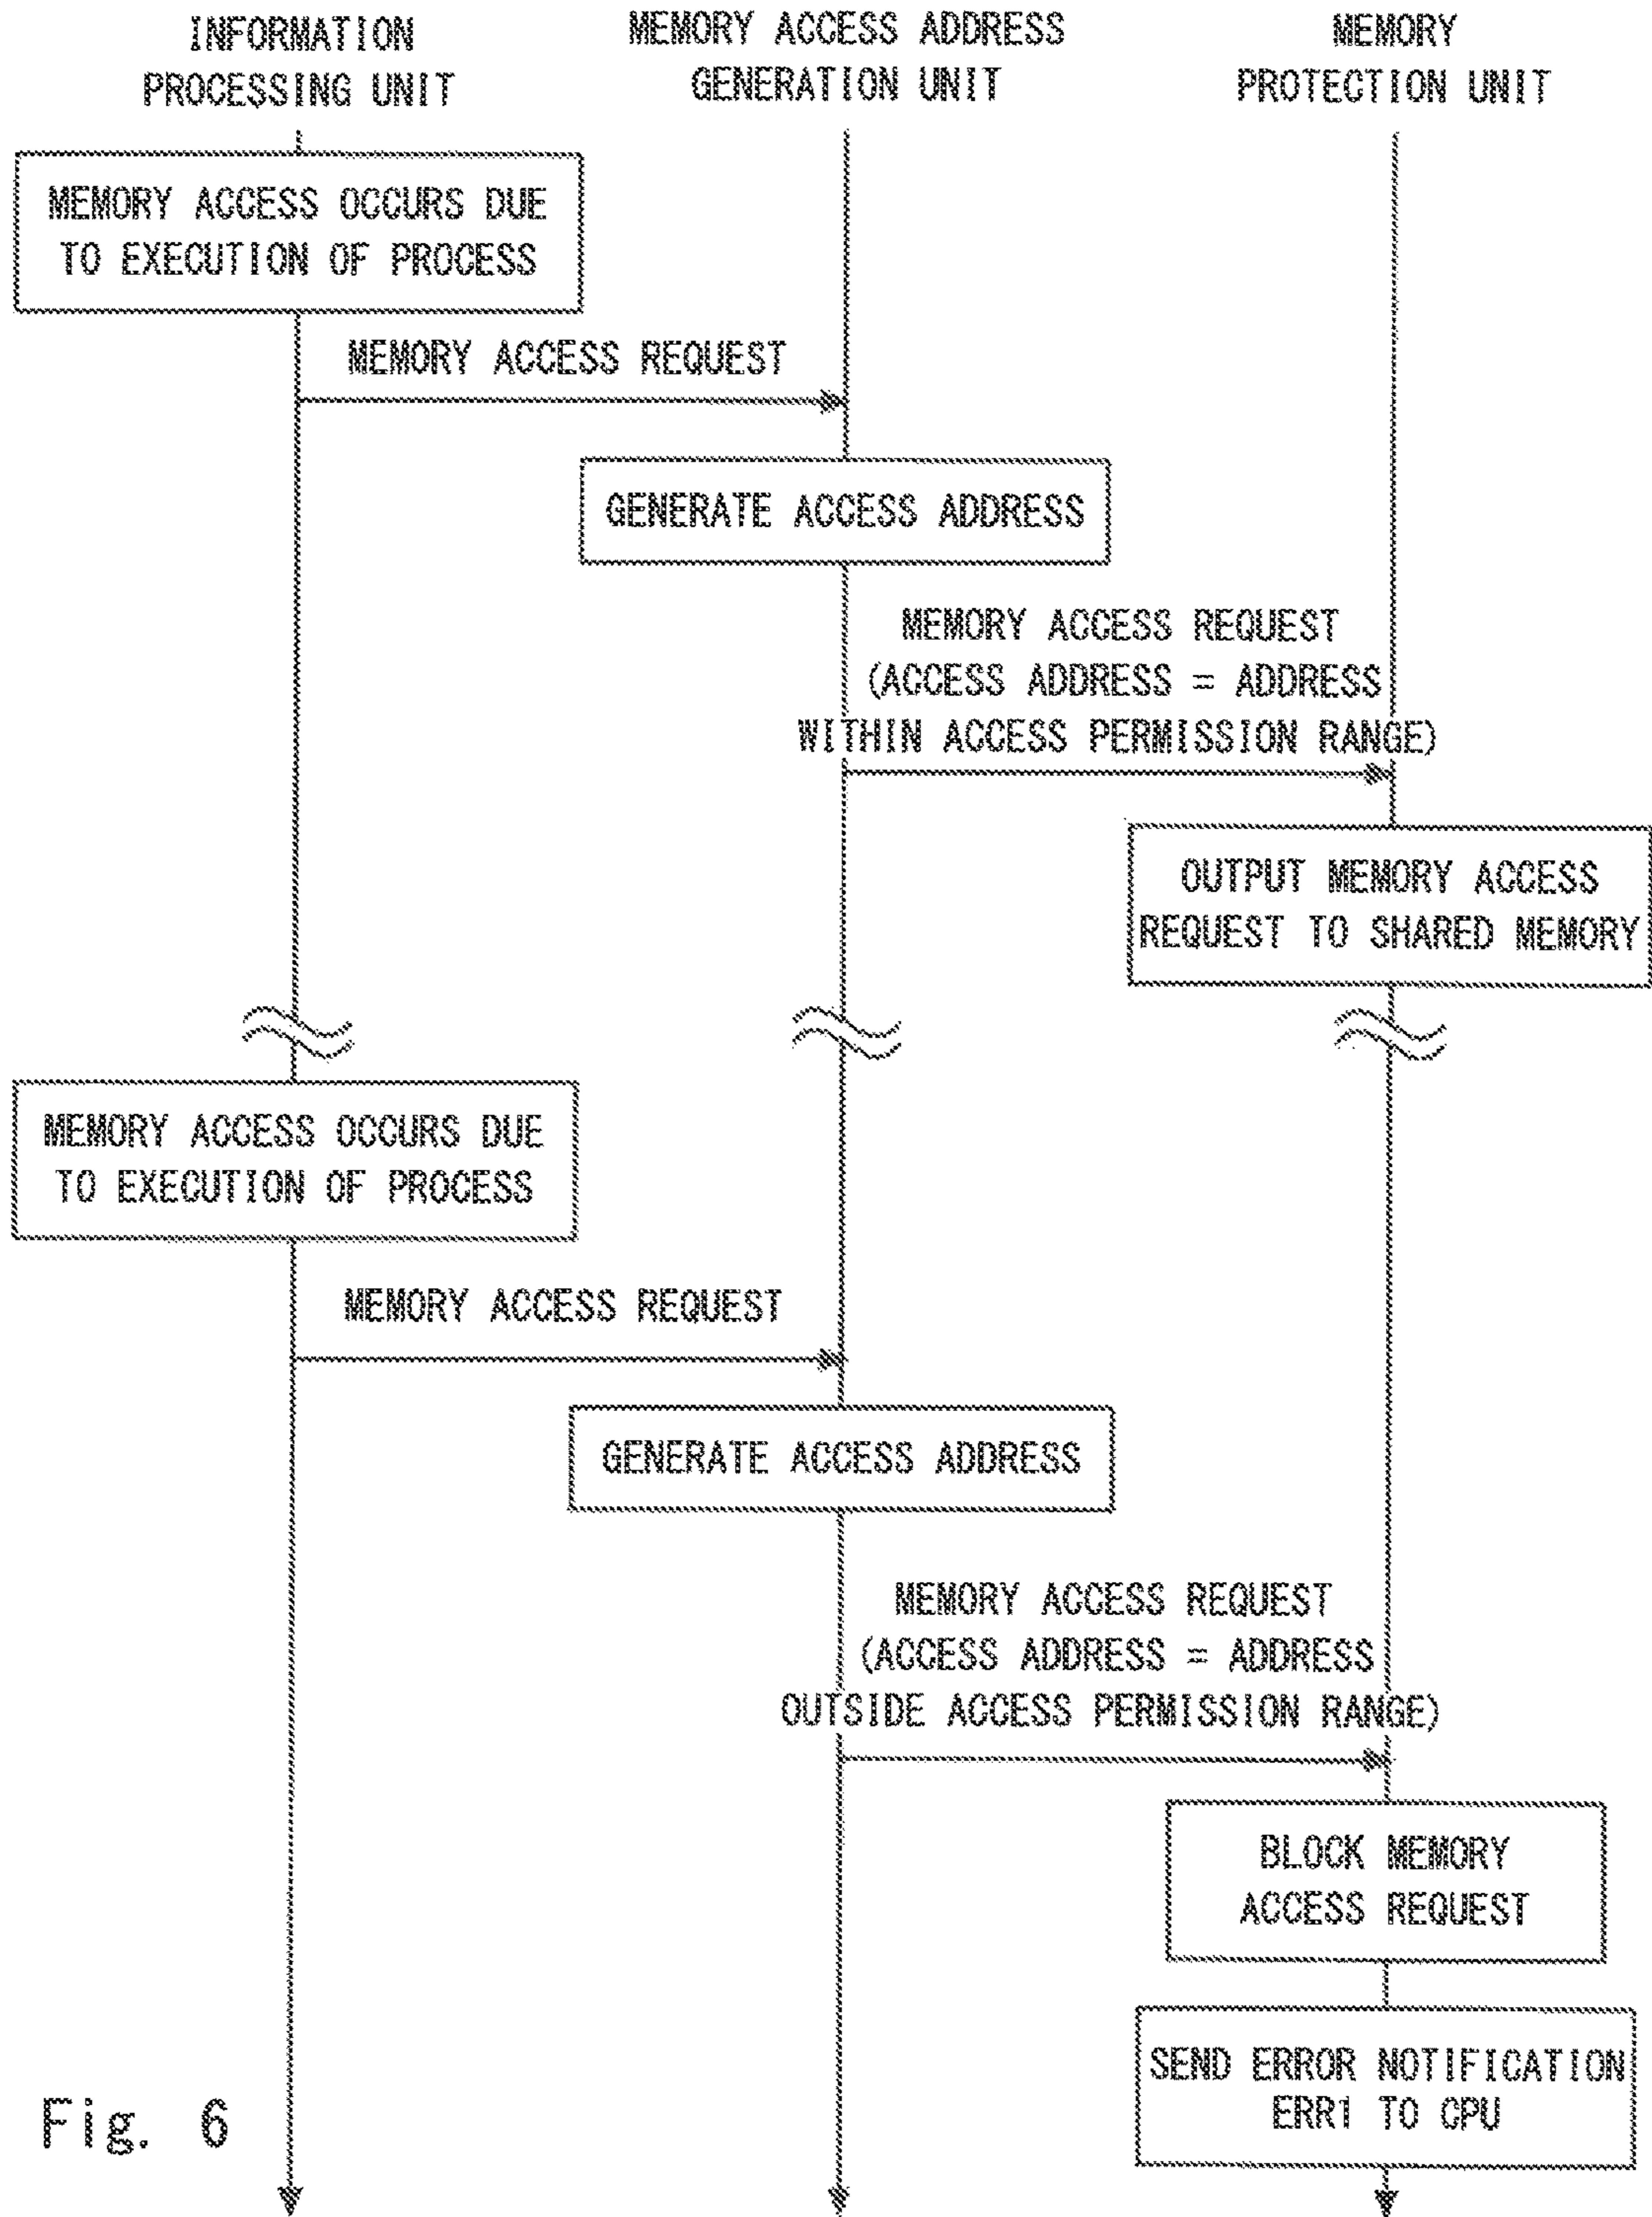 INFORMATION
PROCESSING UNIT
MEMORY ACCESS ADDRESS
GENERATION UNIT
MEMORY
PROTECTION UNIT
MEMORY ACCESS OCCURS DUE
TO EXECUTION OF PROCESS
MEMORY ACCESS REQUEST
GENERATE ACCESS ADDRESS
MEMORY ACCESS REQUEST
(ACCESS ADDRESS = ADDRESS
WITHIN ACCESS PERMISSION RANGE)
OUTPUT MEMORY ACCESS
REQUEST TO SHARED MEMORY
MEMORY ACCESS OCCURS DUE
TO EXECUTION OF PROCESS
MEMORY ACCESS REQUEST
GENERATE ACCESS ADDRESS
MEMORY ACCESS REQUEST
(ACCESS ADDRESS = ADDRESS
OUTSIDE ACCESS PERMISSION RANGE)
BLOCK MEMORY
ACCESS REQUEST
SEND ERROR NOTIFICATION
ERR1 TO CPU
Fig. 6